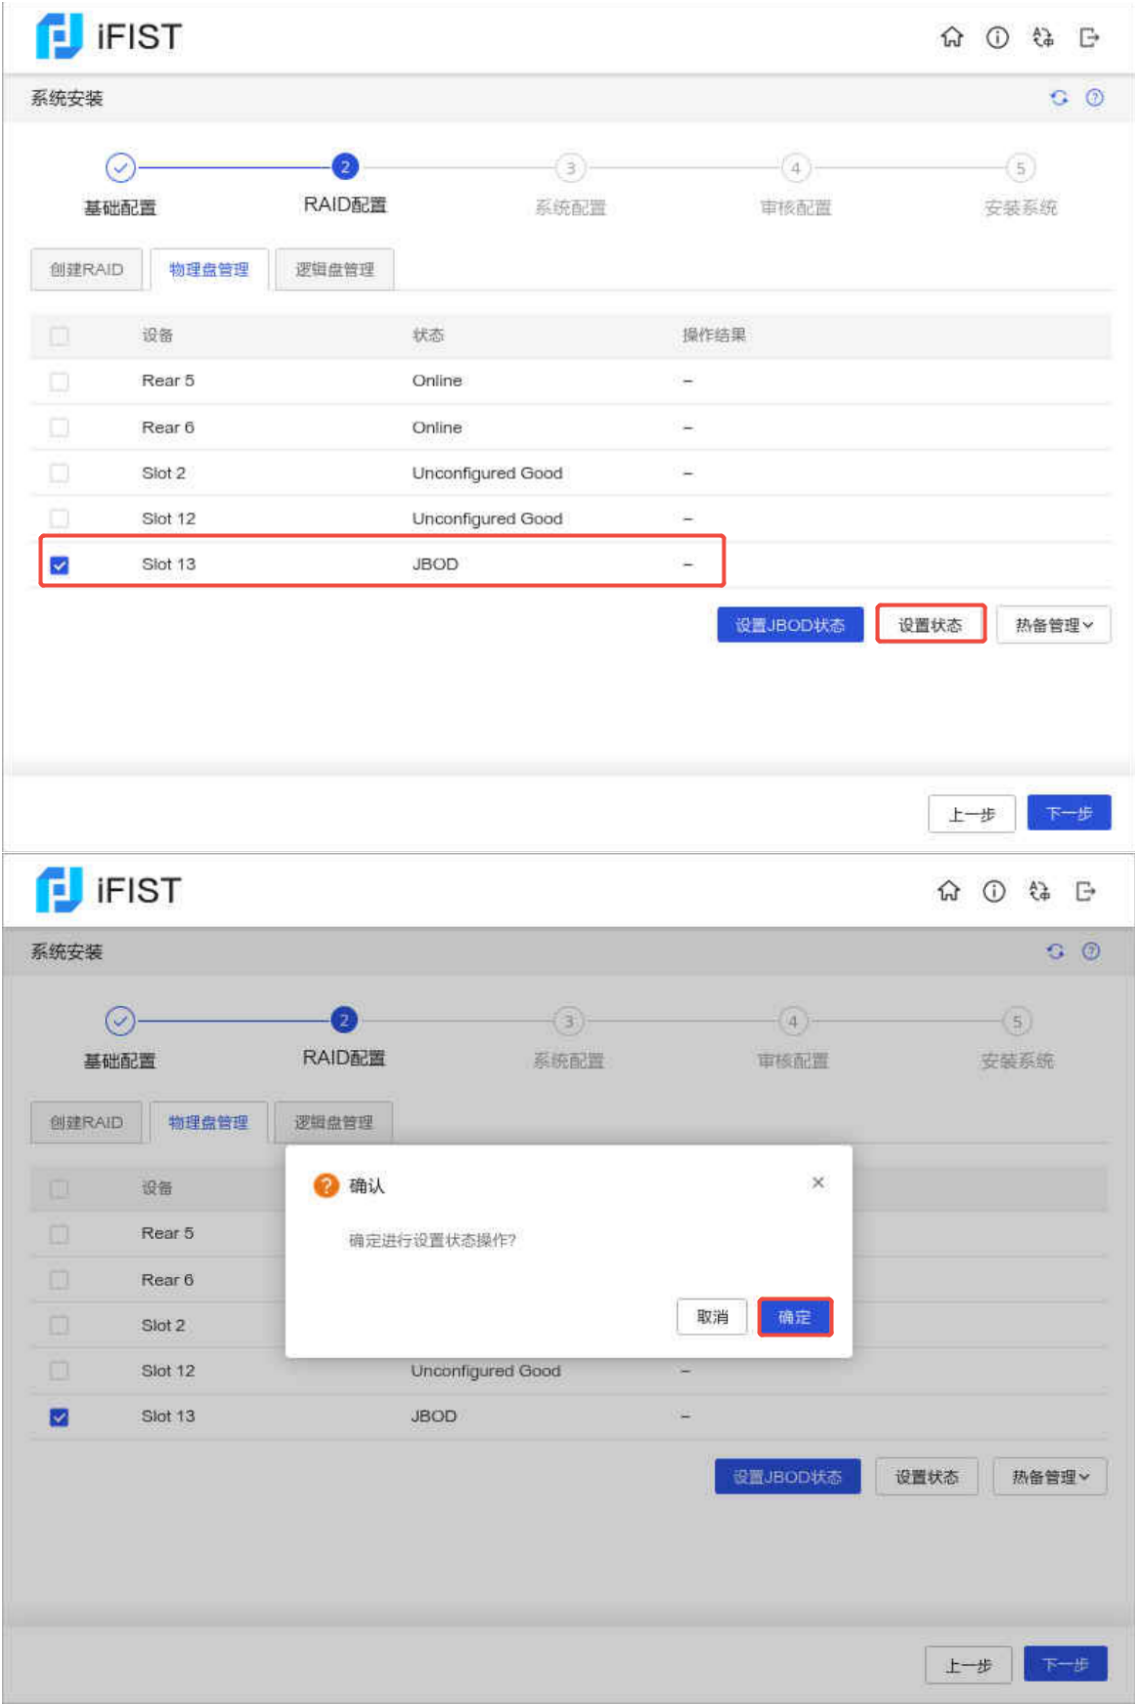 iFIST
系统安装
2 3 4 5
基础配置 RAID配置 系统配置 审核配置 安装系统
创建RAID 物理盘管理 逻辑盘管理
设备 状态 操作结果
Rear 5 Online –
Rear 6 Online –
Slot 2 Unconfigured Good –
Slot 12 Unconfigured Good –
Slot 13 JBOD –
设置JBOD状态 设置状态 热备管理
上一步 下一步
iFIST
系统安装
2 3 4 5
基础配置 RAID配置 系统配置 审核配置 安装系统
创建RAID 物理盘管理 逻辑盘管理
设备
确认
Rear 5
确定进行设置状态操作?
Rear 6
Slot 2
取消 确定
Slot 12 Unconfigured Good –
Slot 13 JBOD –
设置JBOD状态 设置状态 热备管理
上一步 下一步